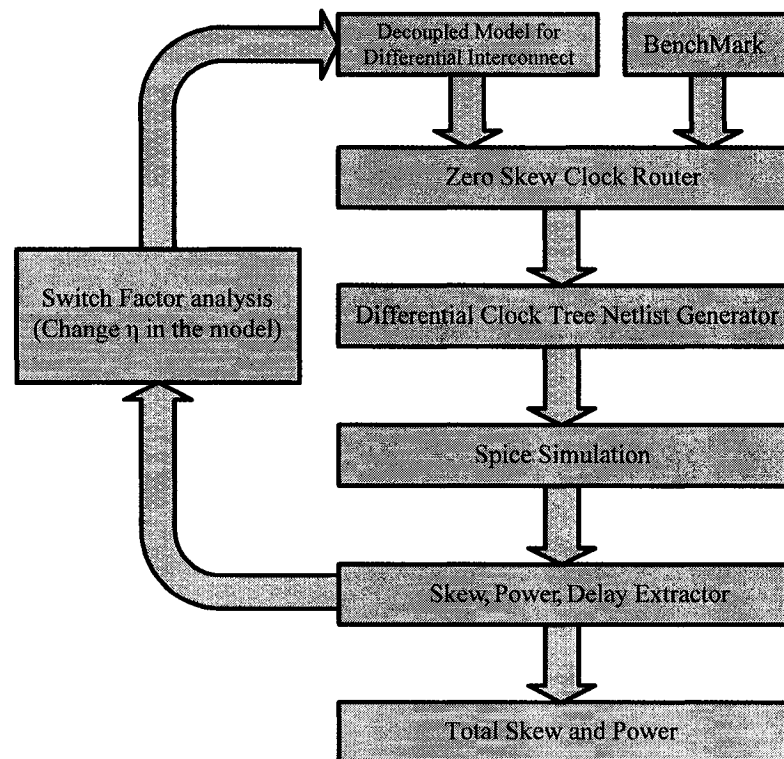 Decoupled Model for
Differential Interconnect
BenchMark
Zero Skew Clock Router
Switch Factor analysis
(Change η in the model)
Differential Clock Tree Netlist Generator
Spice Simulation
Skew, Power, Delay Extractor
Total Skew and Power